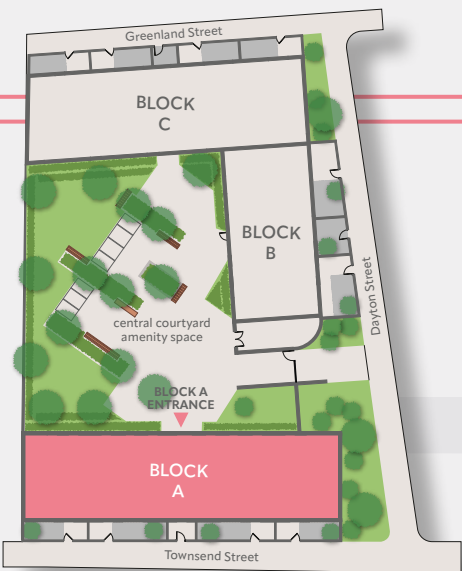 Greenland Street
BLOCK
C
BLOCK
B
Dayton Street
central courtyard
amenity space
BLOCK A
ENTRANCE
BLOCK
A
Townsend Street